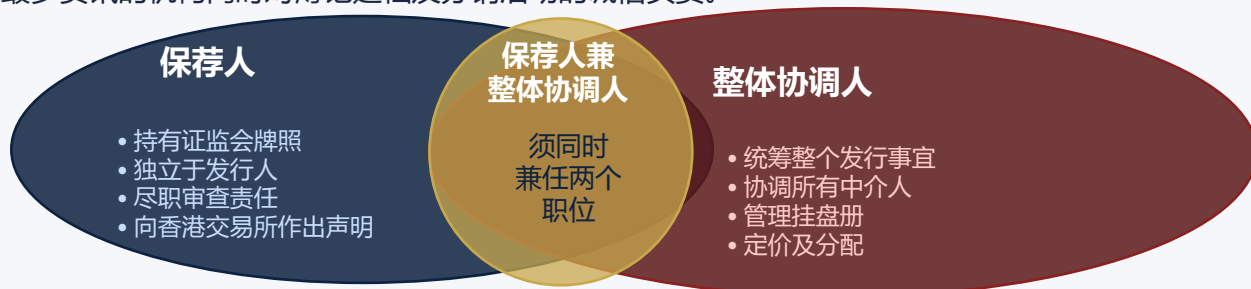 保荐人
• 持有证监会牌照
• 独立于发行人
• 尽职审查责任
• 向香港交易所作出声明
保荐人兼
整体协调人
须同时
兼任两个
职位
整体协调人
• 统筹整个发行事宜
• 协调所有中介人
• 管理挂盘册
• 定价及分配